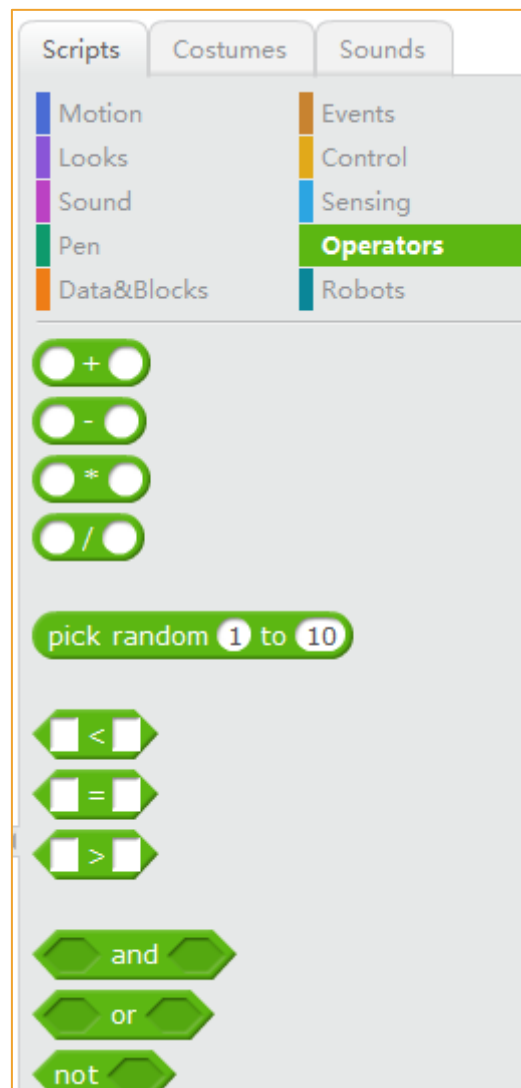 Scripts Costumes Sounds
Motion Events
Looks Control
Sound Sensing
Pen Operators
Data&Blocks Robots
+
-
*
/
pick random 1 to 10
<
=
>
and
or
not